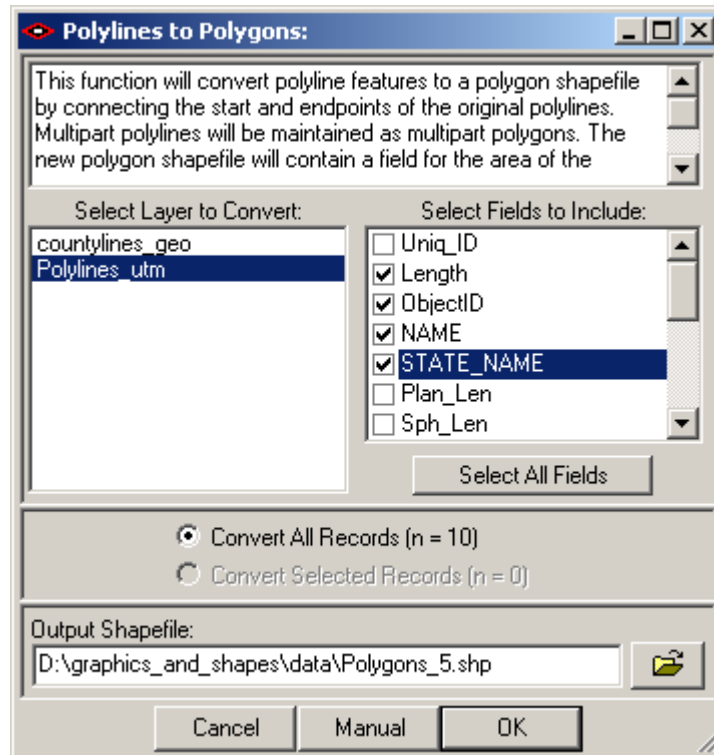 Polylines to Polygons:
This function will convert polyline features to a polygon shapefile
by connecting the start and endpoints of the original polylines.
Multipart polylines will be maintained as multipart polygons. The
new polygon shapefile will contain a field for the area of the
Select Layer to Convert:
countylines_geo
Polylines_utm
Select Fields to Include:
Uniq_ID
Length
ObjectID
NAME
STATE_NAME
Plan_Len
Sph_Len
Select All Fields
Convert All Records (n = 10)
Convert Selected Records (n = 0)
Output Shapefile:
D:\graphics_and_shapes\data\Polygons_5.shp
Cancel Manual OK